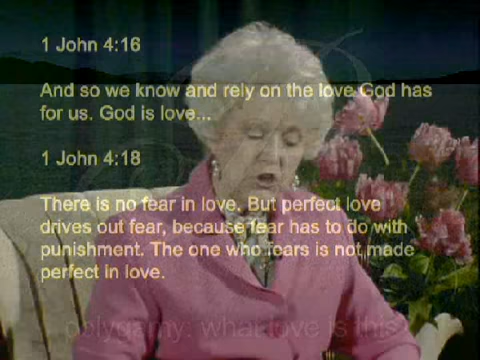 1 John 4:16
And so we know and rely on the love God has
for us. God is love...
1 John 4:18
There is no fear in love. But perfect love
drives out fear, because fear has to do with
punishment. The one who fears is not made
perfect in love.
polygamy: what love is this